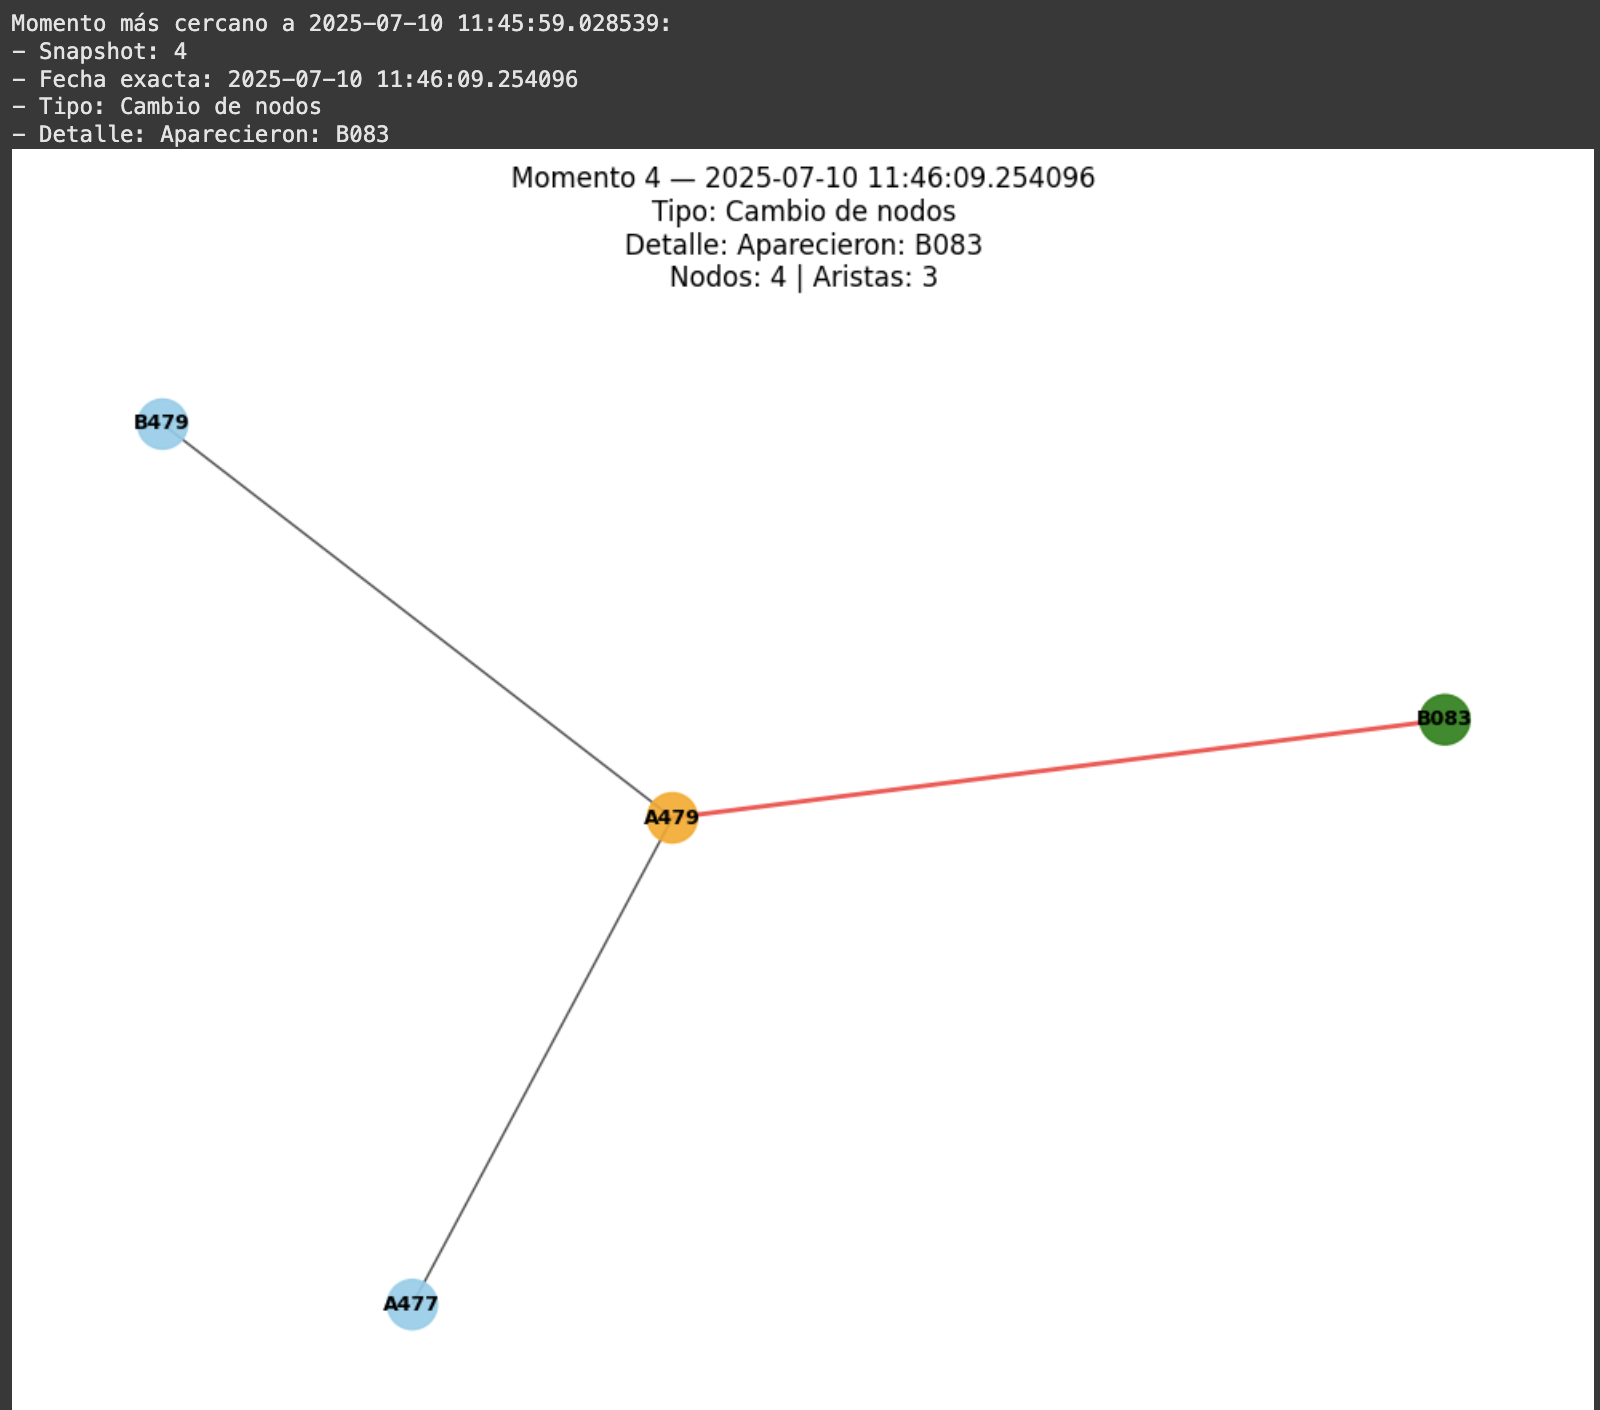 Momento más cercano a 2025-07-10 11:45:59.028539:
- Snapshot: 4
- Fecha exacta: 2025-07-10 11:46:09.254096
- Tipo: Cambio de nodos
- Detalle: Aparecieron: B083
Momento 4 — 2025-07-10 11:46:09.254096
Tipo: Cambio de nodos
Detalle: Aparecieron: B083
Nodos: 4 | Aristas: 3
B479
B083
A479
A477